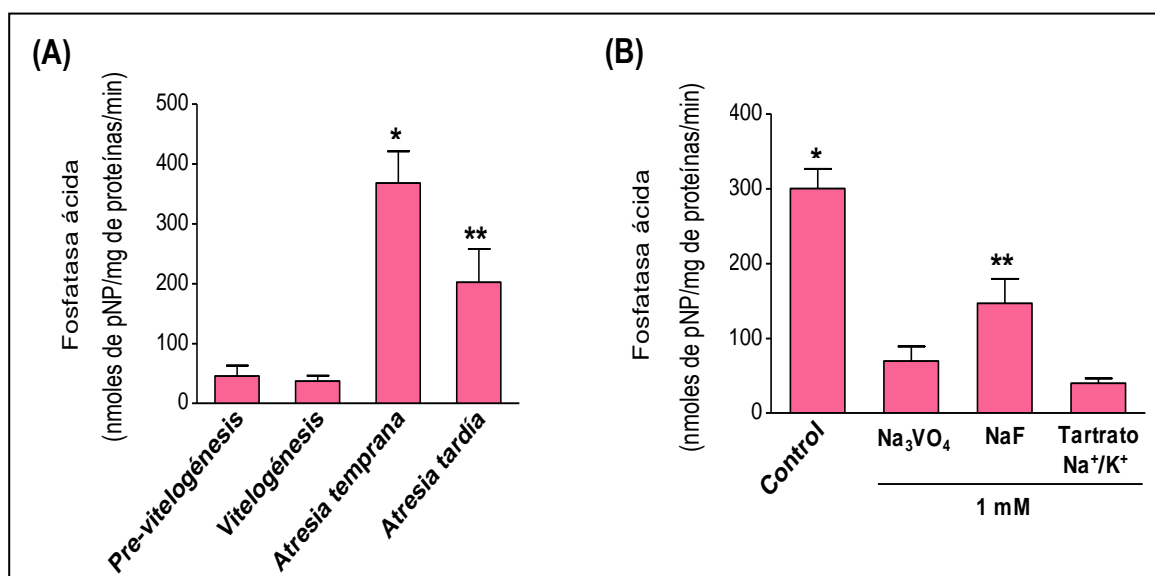 (A)
Fosfatasa ácida
(nmoles de pNP/mg de proteínas/min)
500
400
300
200
100
0
*
**
Pre-vitelogénesis
Vitelogénesis
Atresia temprana
Atresia tardía
(B)
Fosfatasa ácida
(nmoles de pNP/mg de proteínas/min)
400
300
200
100
0
*
**
Control
Na₃VO₄
NaF
Tartrato
Na⁺/K⁺
1 mM